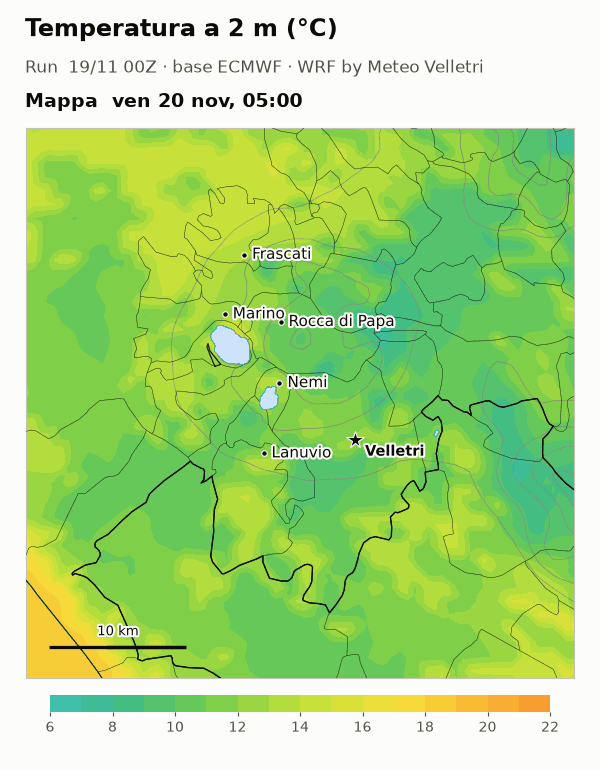 Temperatura a 2 m (°C)
Run  19/11 00Z · base ECMWF · WRF by Meteo Velletri
Mappa  ven 20 nov, 05:00
Frascati
Marino
Rocca di Papa
Nemi
Velletri
Lanuvio
10 km
6 8 10 12 14 16 18 20 22